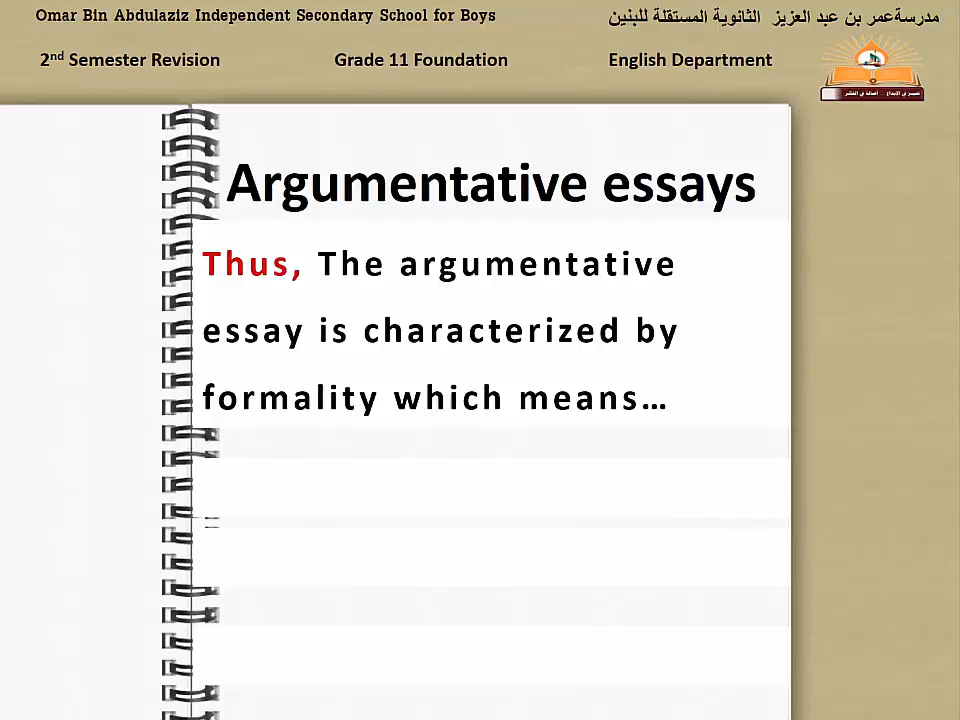 Omar Bin Abdulaziz Independent Secondary School for Boys
مدرسةعمر بن عبد العزيز الثانوية المستقلة للبنين
2nd Semester Revision
Grade 11 Foundation
English Department
Argumentative essays
Thus, The argumentative
essay is characterized by
formality which means…